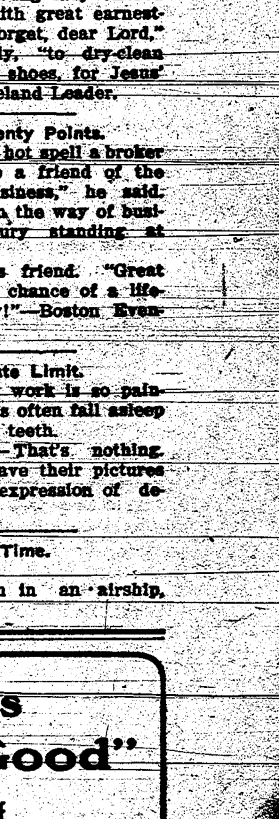 ith great earnest-
orget, dear Lord,"
ly, "to dry-clean
shoes, for Jesus'
eland Leader.
enty Points.
hot spell a broker
a friend of the
siness," he said.
the way of busi-
ury standing at
s friend. "Great
chance of a life-
!"—Boston Even-
te Limit.
work is so pain-
s often fall asleep
teeth.
—That's nothing.
ave their pictures
expression of de-
Time.
n in an airship,
s
Good"
f